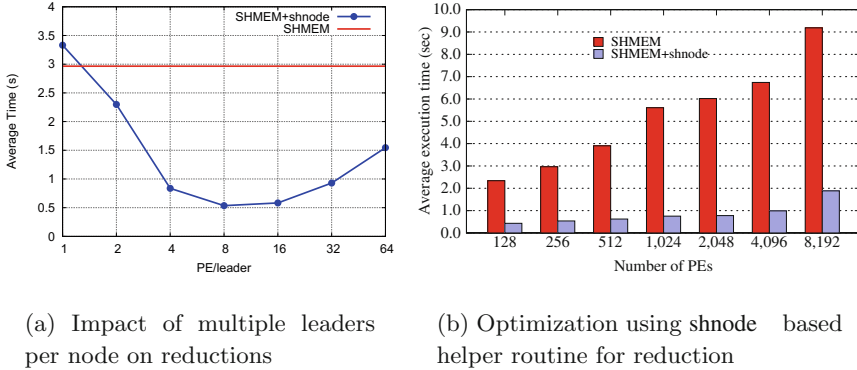 4
3.5
3
2.5
2
1.5
1
0.5
0
1 2 4 8 16 32 64
Average Time (s)
PE/leader
SHMEM+shnode
SHMEM
10.0
9.0
8.0
7.0
6.0
5.0
4.0
3.0
2.0
1.0
0.0
128 256 512 1,024 2,048 4,096 8,192
Average execution time (sec)
Number of PEs
SHMEM
SHMEM+shnode
(a) Impact of multiple leaders
per node on reductions
(b) Optimization using shnode based
helper routine for reduction